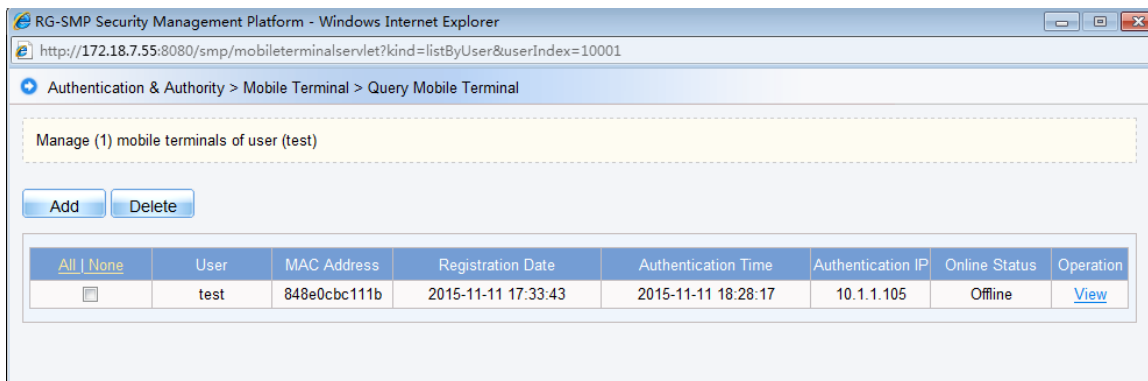 RG-SMP Security Management Platform - Windows Internet Explorer
http://172.18.7.55:8080/smp/mobileterminalservlet?kind=listByUser&userIndex=10001
Authentication & Authority > Mobile Terminal > Query Mobile Terminal
Manage (1) mobile terminals of user (test)
Add Delete
All | None User MAC Address Registration Date Authentication Time Authentication IP Online Status Operation
test 848e0cbc111b 2015-11-11 17:33:43 2015-11-11 18:28:17 10.1.1.105 Offline View